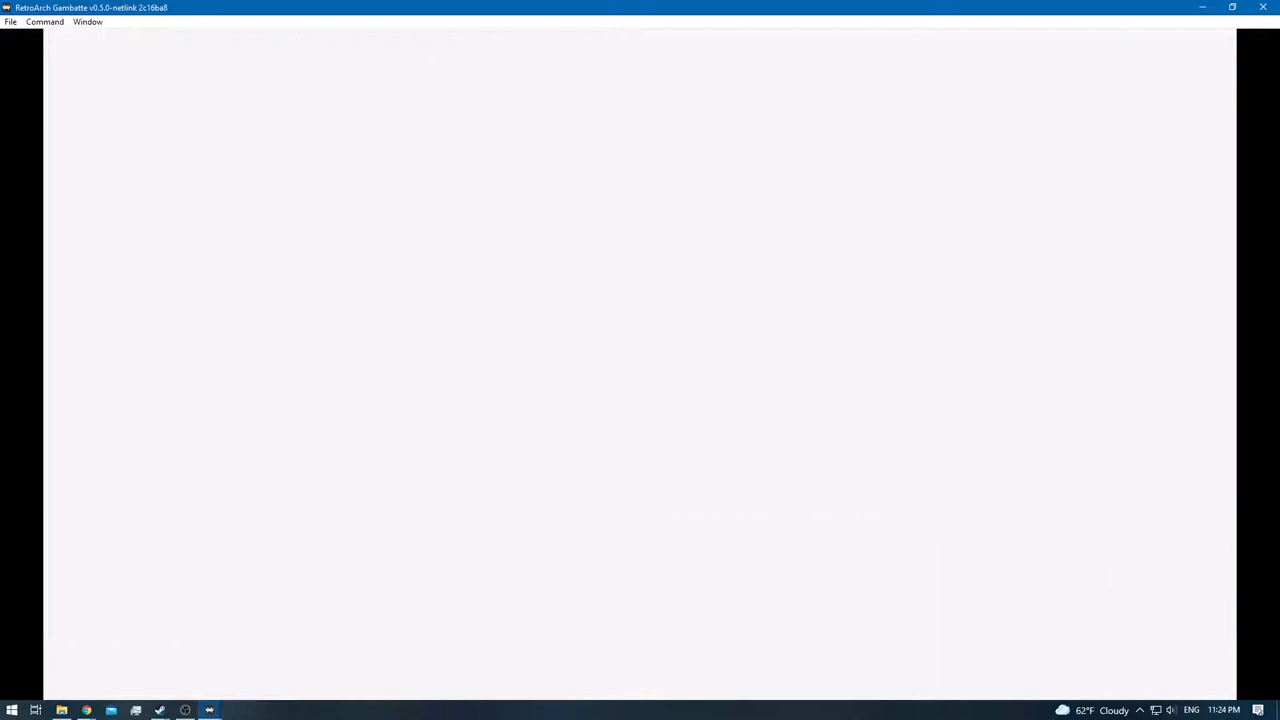 RetroArch Gambatte v0.5.0-netlink 2c16ba8
File Command Window
62°F Cloudy ENG 11:24 PM